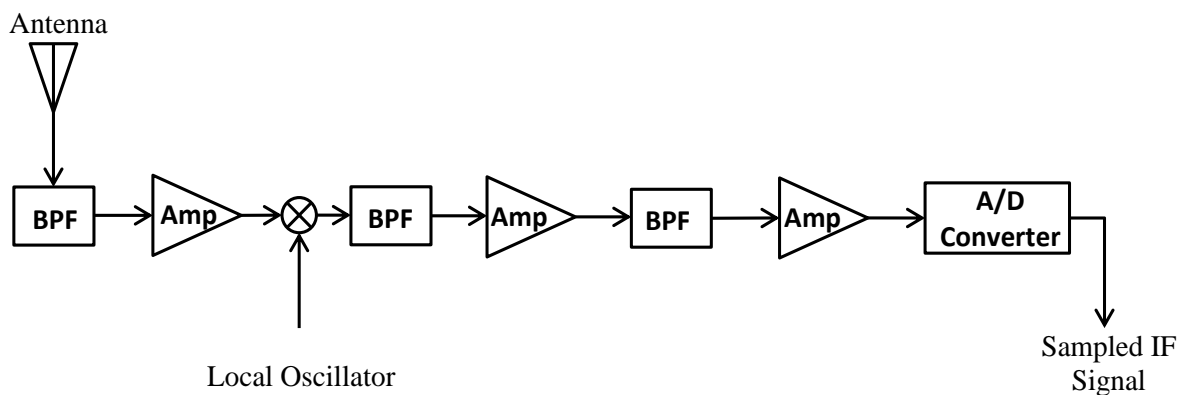 Antenna
BPF
Amp
BPF
Amp
BPF
Amp
A/D
Converter
Local Oscillator
Sampled IF
Signal